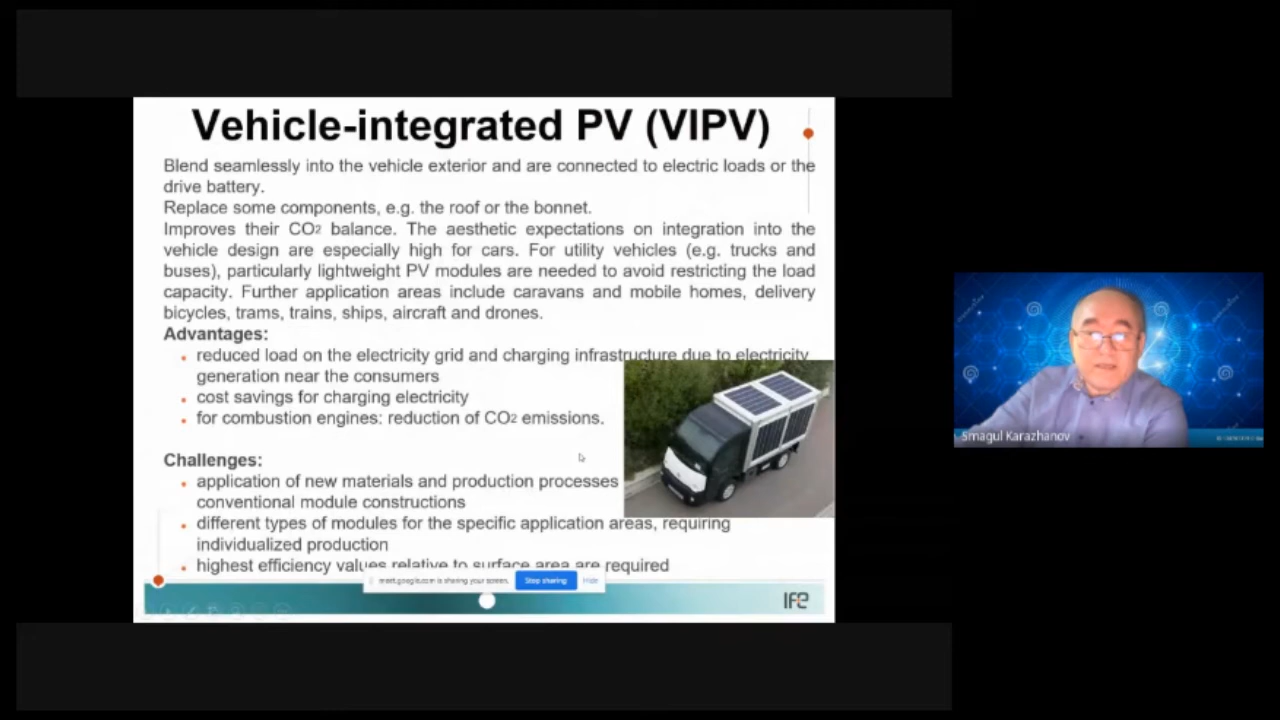 Vehicle-integrated PV (VIPV)
Blend seamlessly into the vehicle exterior and are connected to electric loads or the
drive battery.
Replace some components, e.g. the roof or the bonnet.
Improves their CO2 balance. The aesthetic expectations on integration into the
vehicle design are especially high for cars. For utility vehicles (e.g. trucks and
buses), particularly lightweight PV modules are needed to avoid restricting the load
capacity. Further application areas include caravans and mobile homes, delivery
bicycles, trams, trains, ships, aircraft and drones.
Advantages:
• reduced load on the electricity grid and charging infrastructure due to electricity
generation near the consumers
• cost savings for charging electricity
• for combustion engines: reduction of CO2 emissions.
Challenges:
• application of new materials and production processes
conventional module constructions
• different types of modules for the specific application areas, requiring
individualized production
• highest efficiency values relative to surface area are required
meet.google.com is sharing your screen.
Stop sharing
Hide
IFE
Smagul Karazhanov